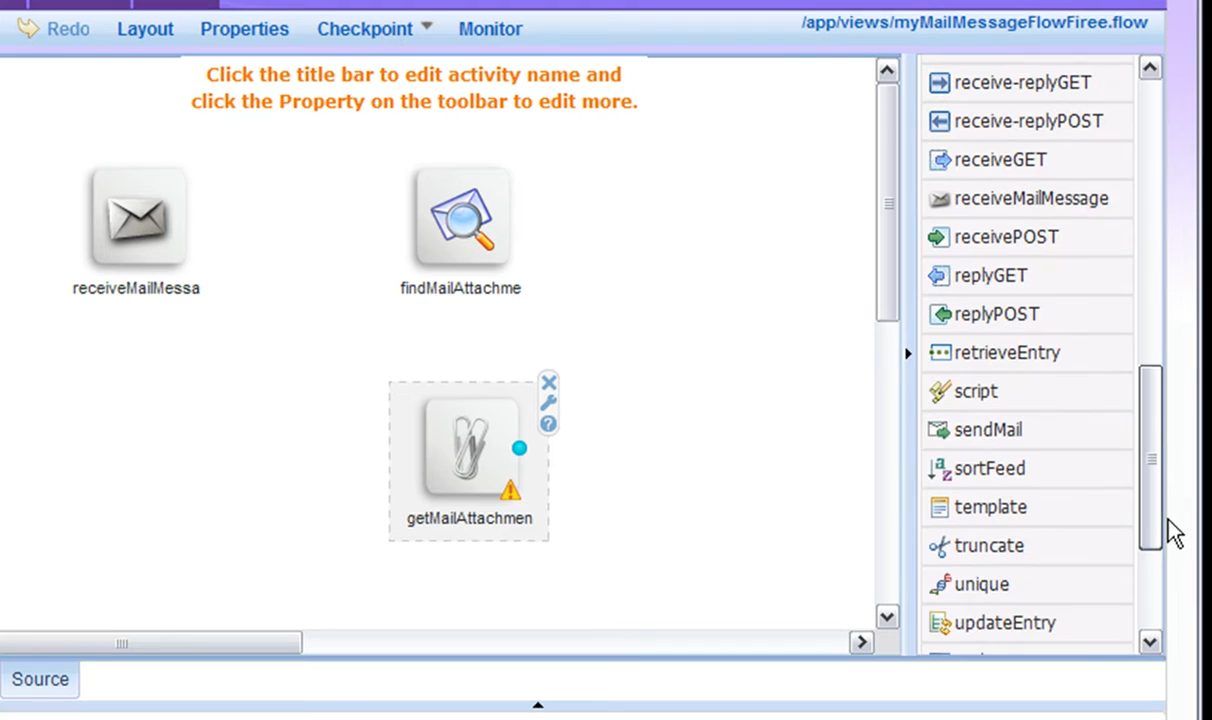 Redo Layout Properties Checkpoint Monitor /app/views/myMailMessageFlowFiree.flow
Click the title bar to edit activity name and
click the Property on the toolbar to edit more.
receiveMailMessa
findMailAttachme
getMailAttachmen
receive-replyGET
receive-replyPOST
receiveGET
receiveMailMessage
receivePOST
replyGET
replyPOST
retrieveEntry
script
sendMail
sortFeed
template
truncate
unique
updateEntry
Source